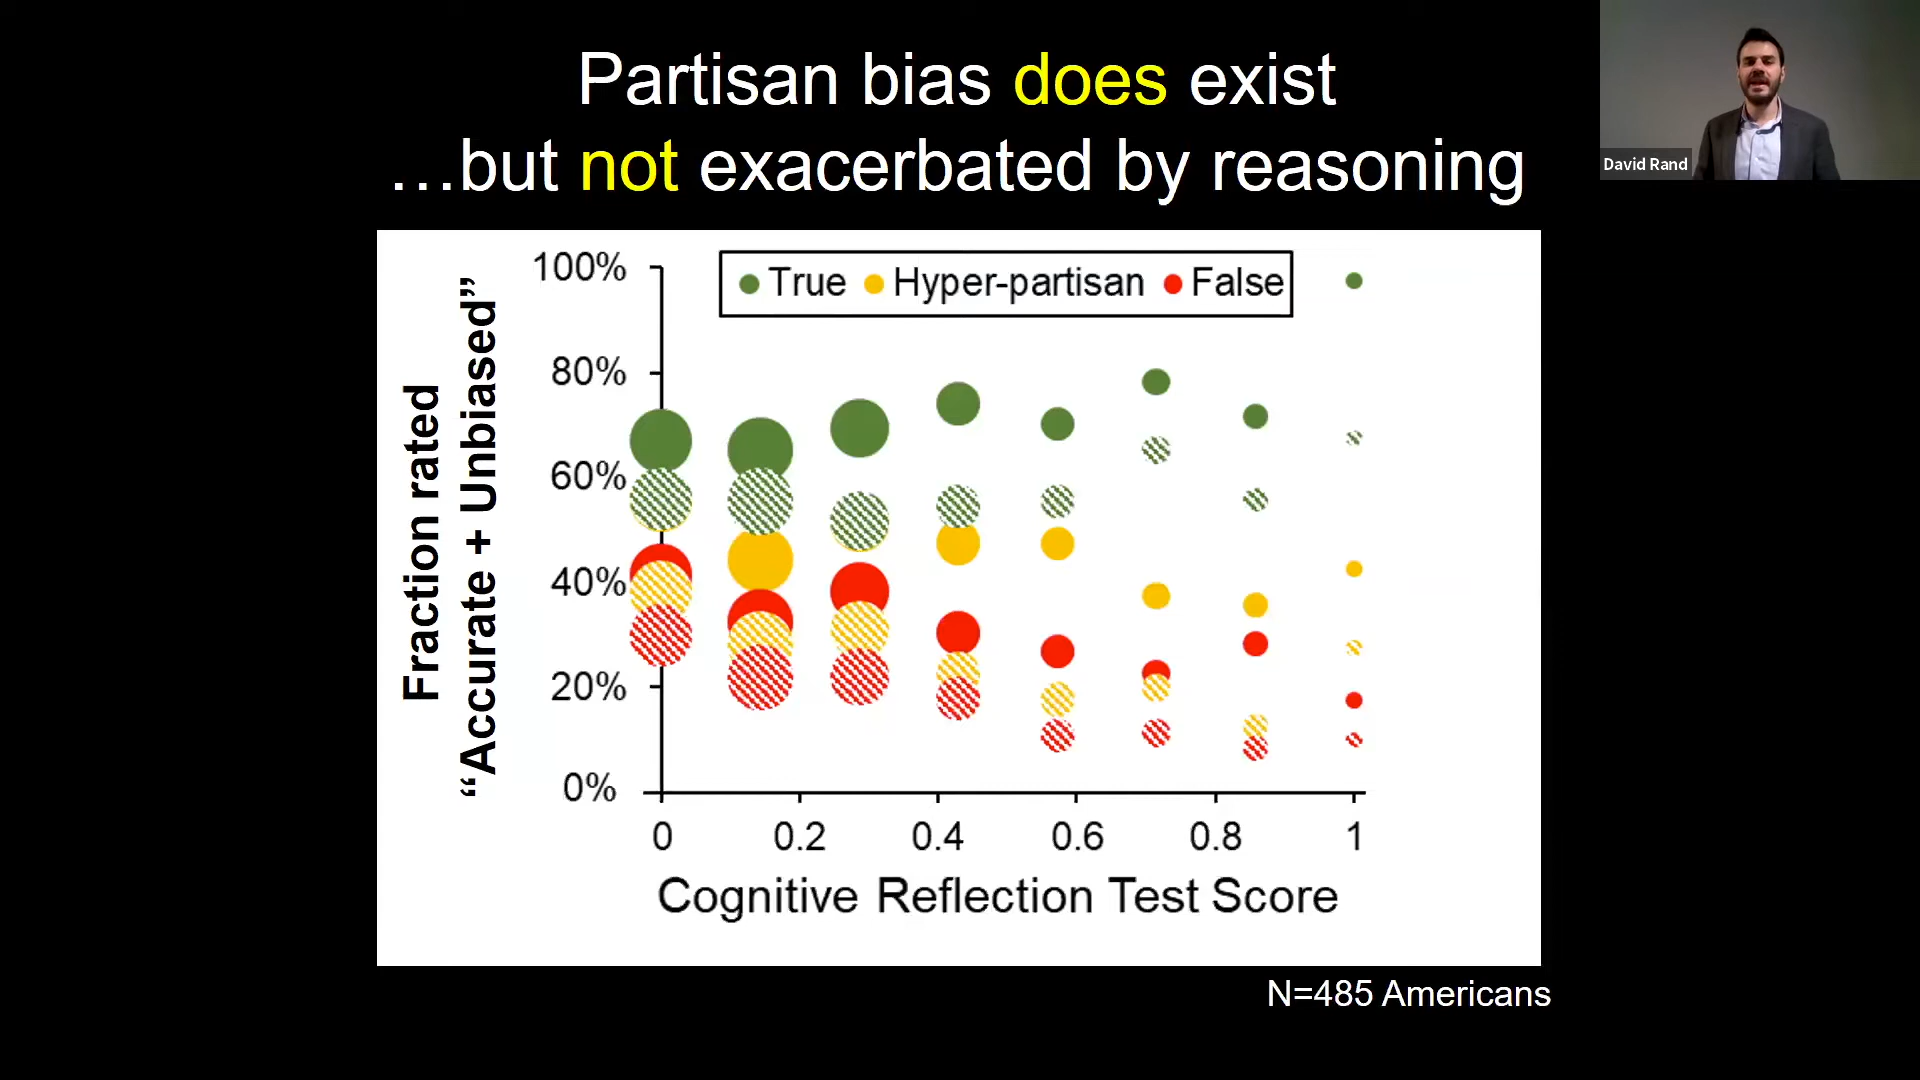 Partisan bias does exist
…but not exacerbated by reasoning
David Rand
Fraction rated
“Accurate + Unbiased”
True Hyper-partisan False
100%
80%
60%
40%
20%
0%
0 0.2 0.4 0.6 0.8 1
Cognitive Reflection Test Score
N=485 Americans